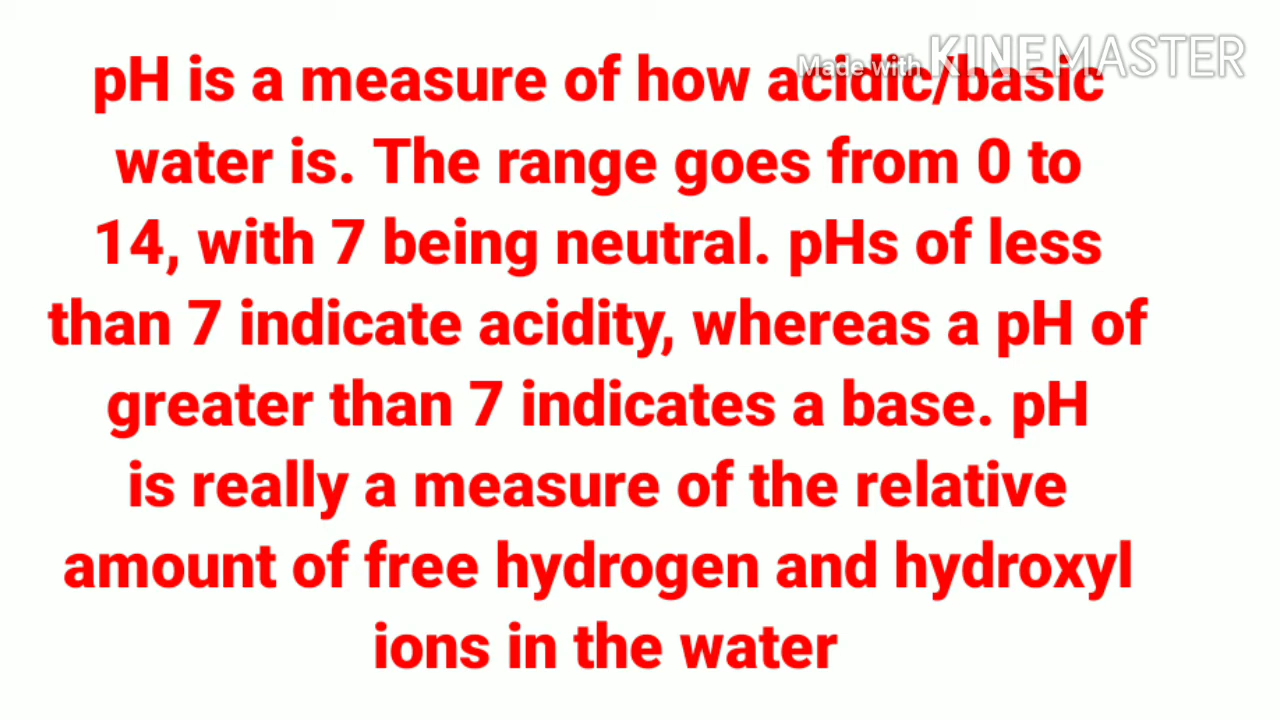 Made with KINEMASTER
pH is a measure of how acidic/basic
water is. The range goes from 0 to
14, with 7 being neutral. pHs of less
than 7 indicate acidity, whereas a pH of
greater than 7 indicates a base. pH
is really a measure of the relative
amount of free hydrogen and hydroxyl
ions in the water